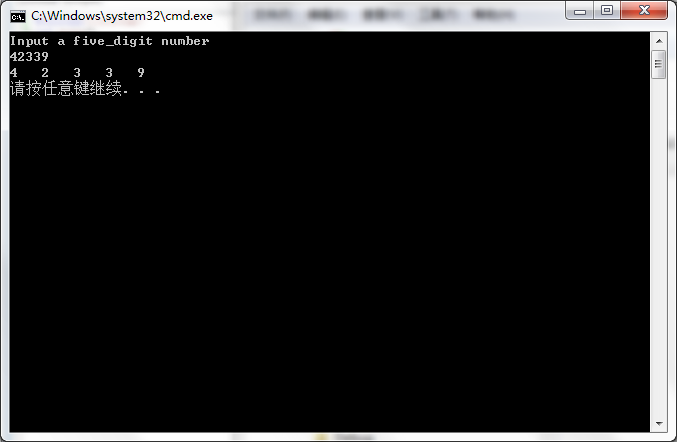 C:\Windows\system32\cmd.exe
Input a five_digit number
42339
4   2   3   3   9
请按任意键继续. . .